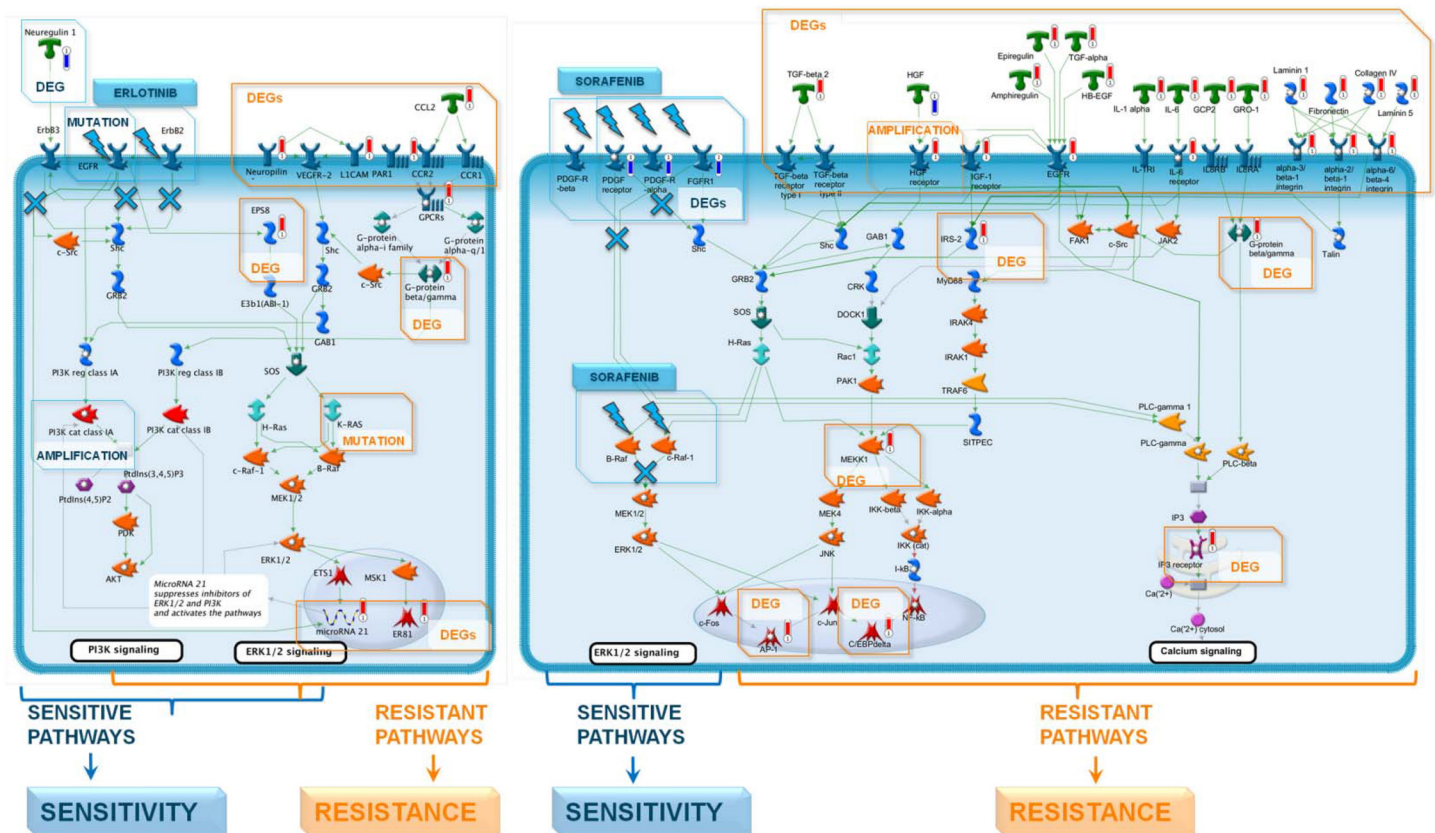 Neuregulin 1
DEG
ERLOTINIB
MUTATION
ErbB3
EGFR
ErbB2
DEGs
CCL2
Neuropilin
VEGFR-2
L1CAM
PAR1
CCR2
CCR1
GPCRs
EPS8
DEG
G-protein
alpha-i family
G-protein
alpha-q/1
c-Src
Shc
Shc
GRB2
E3b1(ABI-1)
GRB2
c-Src
G-protein
beta/gamma
DEG
GAB1
PI3K reg class IA
PI3K reg class IB
SOS
PI3K cat class IA
PI3K cat class IB
AMPLIFICATION
H-Ras
K-RAS
MUTATION
PtdIns(3,4,5)P3
PtdIns(4,5)P2
c-Raf-1
B-Raf
MEK1/2
PDK
AKT
ERK1/2
ETS1
MSK1
MicroRNA 21
suppresses inhibitors of
ERK1/2 and PI3K
and activates the pathways
microRNA 21
ER81
DEGs
PI3K signaling
ERK1/2 signaling
SENSITIVE
PATHWAYS
RESISTANT
PATHWAYS
SENSITIVITY
RESISTANCE
DEGs
SORAFENIB
TGF-beta 2
HGF
Epiregulin
TGF-alpha
Amphiregulin
HB-EGF
IL-1 alpha
IL-6
GCP2
GRO-1
Laminin 1
Collagen IV
Fibronectin
Laminin 5
AMPLIFICATION
PDGF-R
-beta
PDGF
receptor
PDGF-R
-alpha
FGFR1
TGF-beta
receptor
type I
TGF-beta
receptor
type II
HGF
receptor
IGF-1
receptor
EGFR
IL-1RI
IL-6
receptor
IL8RB
IL8RA
alpha-3/
beta-1
integrin
alpha-2/
beta-1
integrin
alpha-6/
beta-4
integrin
DEGs
Shc
Shc
GAB1
IRS-2
DEG
FAK1
c-Src
JAK2
G-protein
beta/gamma
DEG
Talin
GRB2
CRK
MyD88
SOS
DOCK1
IRAK4
H-Ras
Rac1
IRAK1
SORAFENIB
PAK1
TRAF6
PLC-gamma 1
SITPEC
B-Raf
c-Raf-1
MEKK1
DEG
PLC-gamma
PLC-beta
MEK1/2
MEK4
IKK-beta
IKK-alpha
IP3
ERK1/2
JNK
IKK (cat)
I-kB
IP3 receptor
DEG
Ca('2+)
DEG
DEG
c-Fos
AP-1
c-Jun
C/EBPdelta
NF-kB
Ca('2+) cytosol
ERK1/2 signaling
Calcium signaling
SENSITIVE
PATHWAYS
RESISTANT
PATHWAYS
SENSITIVITY
RESISTANCE